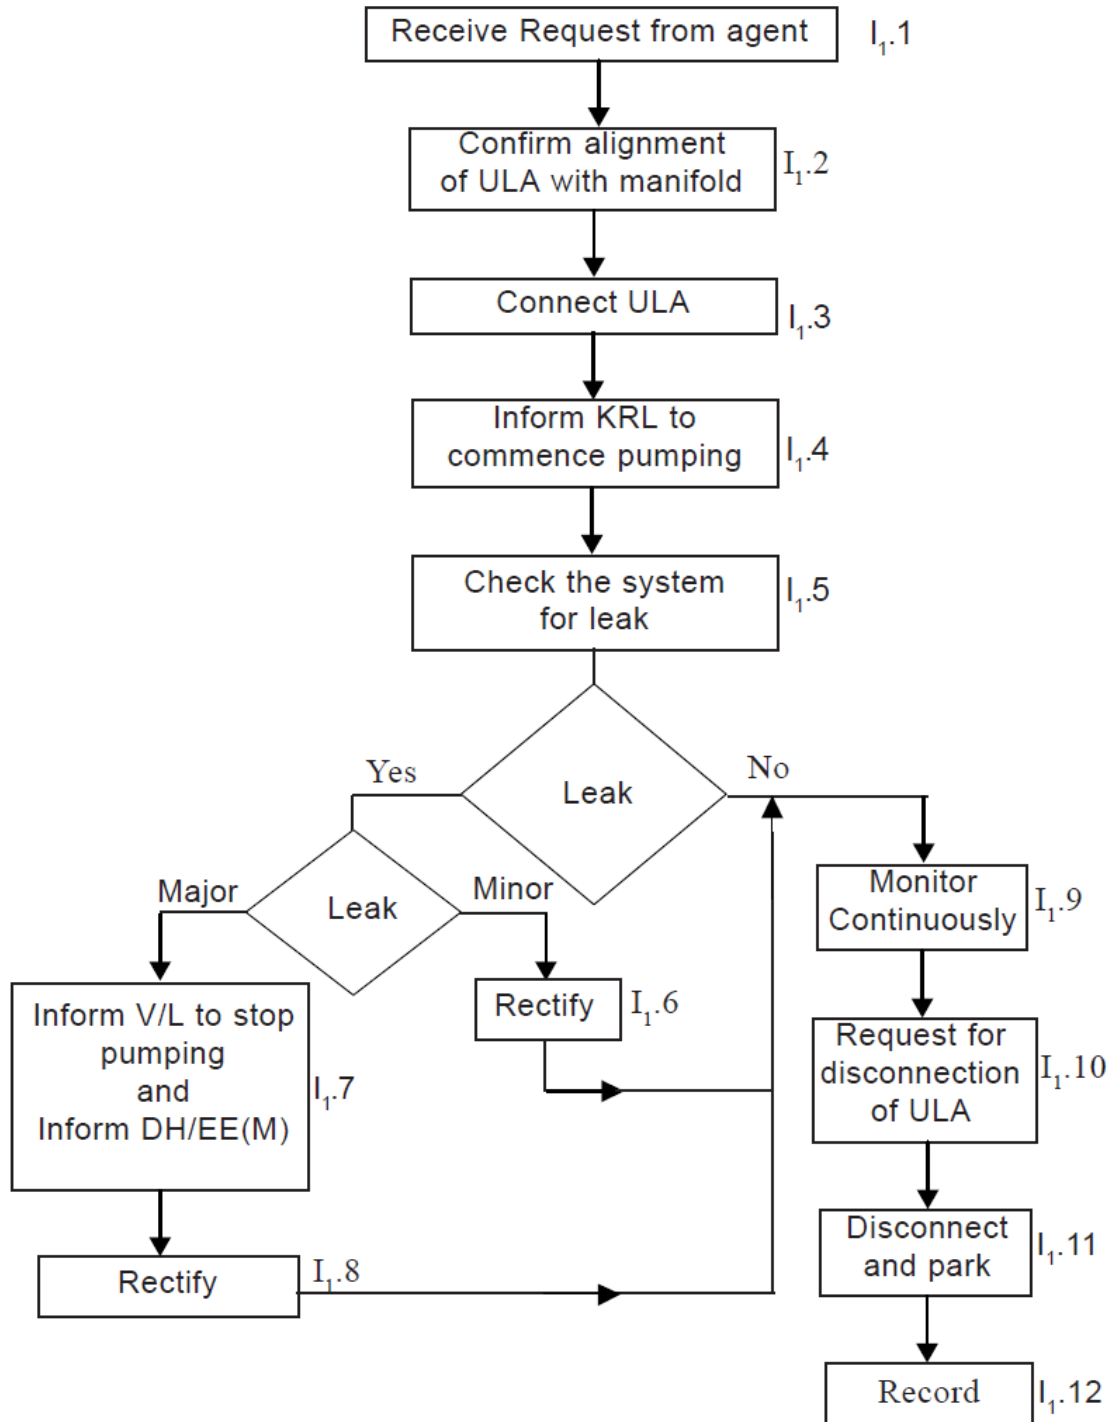 Receive Request from agent
I₁.1
Confirm alignment
of ULA with manifold
I₁.2
Connect ULA
I₁.3
Inform KRL to
commence pumping
I₁.4
Check the system
for leak
I₁.5
Leak
Yes
No
Leak
Major
Minor
Rectify
I₁.6
Inform V/L to stop
pumping
and
Inform DH/EE(M)
I₁.7
Rectify
I₁.8
Monitor
Continuously
I₁.9
Request for
disconnection
of ULA
I₁.10
Disconnect
and park
I₁.11
Record
I₁.12